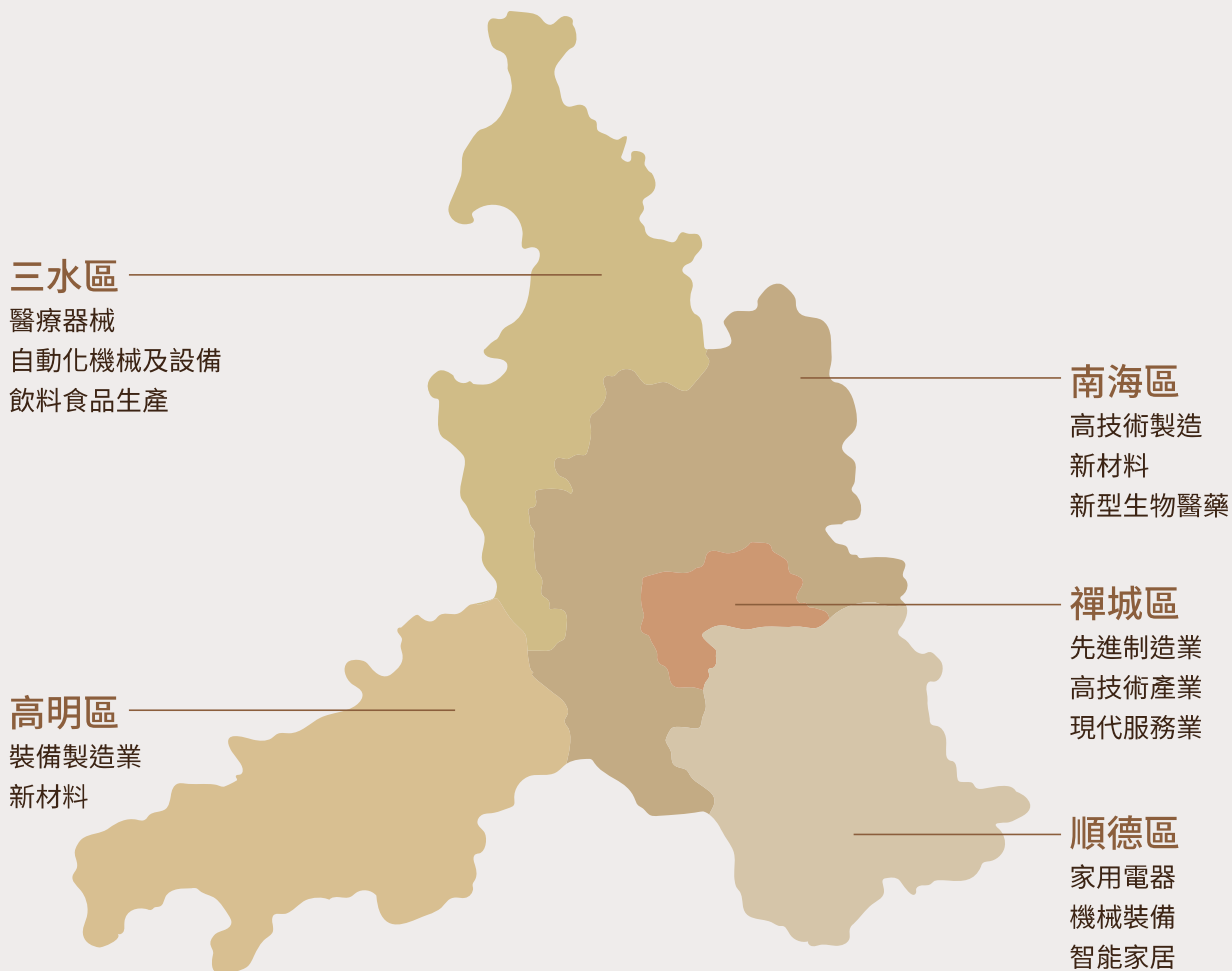 三水區
醫療器械
自動化機械及設備
飲料食品生產
南海區
高技術製造
新材料
新型生物醫藥
禪城區
先進制造業
高技術產業
現代服務業
高明區
裝備製造業
新材料
順德區
家用電器
機械裝備
智能家居